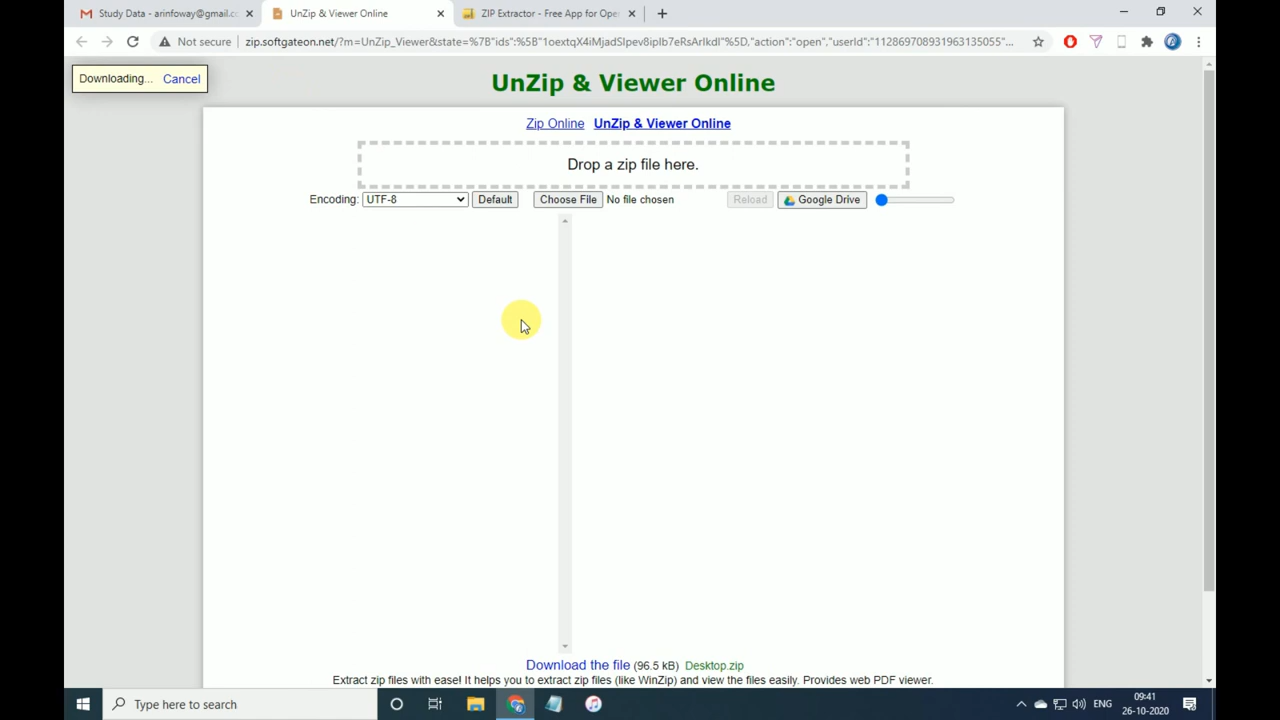 Study Data - arinfoway@gmail.c
UnZip & Viewer Online
ZIP Extractor - Free App for Ope
Not secure
zip.softgateon.net/?m=UnZip_Viewer&state=%7B"ids":%5B"1oextqX4iMjadSIpev8ipIb7eRsArIkdl"%5D,"action":"open","userId":"112869708931963135055"...
Downloading... Cancel
UnZip & Viewer Online
Zip Online UnZip & Viewer Online
Drop a zip file here.
Encoding: UTF-8 Default Choose File No file chosen Reload Google Drive
Download the file (96.5 kB) Desktop.zip
Extract zip files with ease! It helps you to extract zip files (like WinZip) and view the files easily. Provides web PDF viewer.
Type here to search
ENG
09:41
26-10-2020